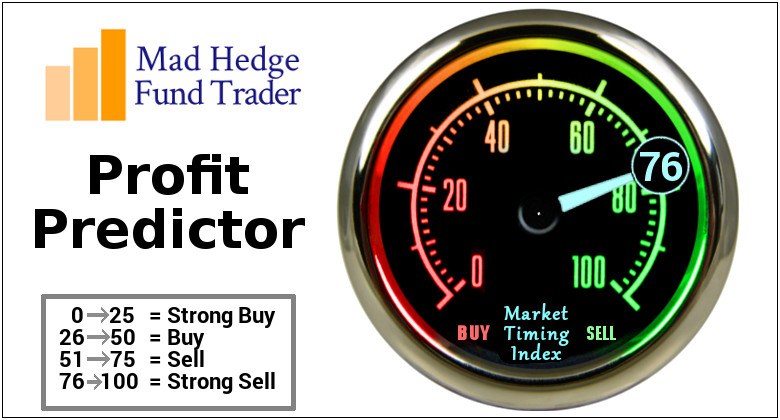 Mad Hedge
Fund Trader
Profit
Predictor
0→25 = Strong Buy
26→50 = Buy
51→75 = Sell
76→100 = Strong Sell
40
60
76
20
80
0
100
BUY
Market
Timing
Index
SELL